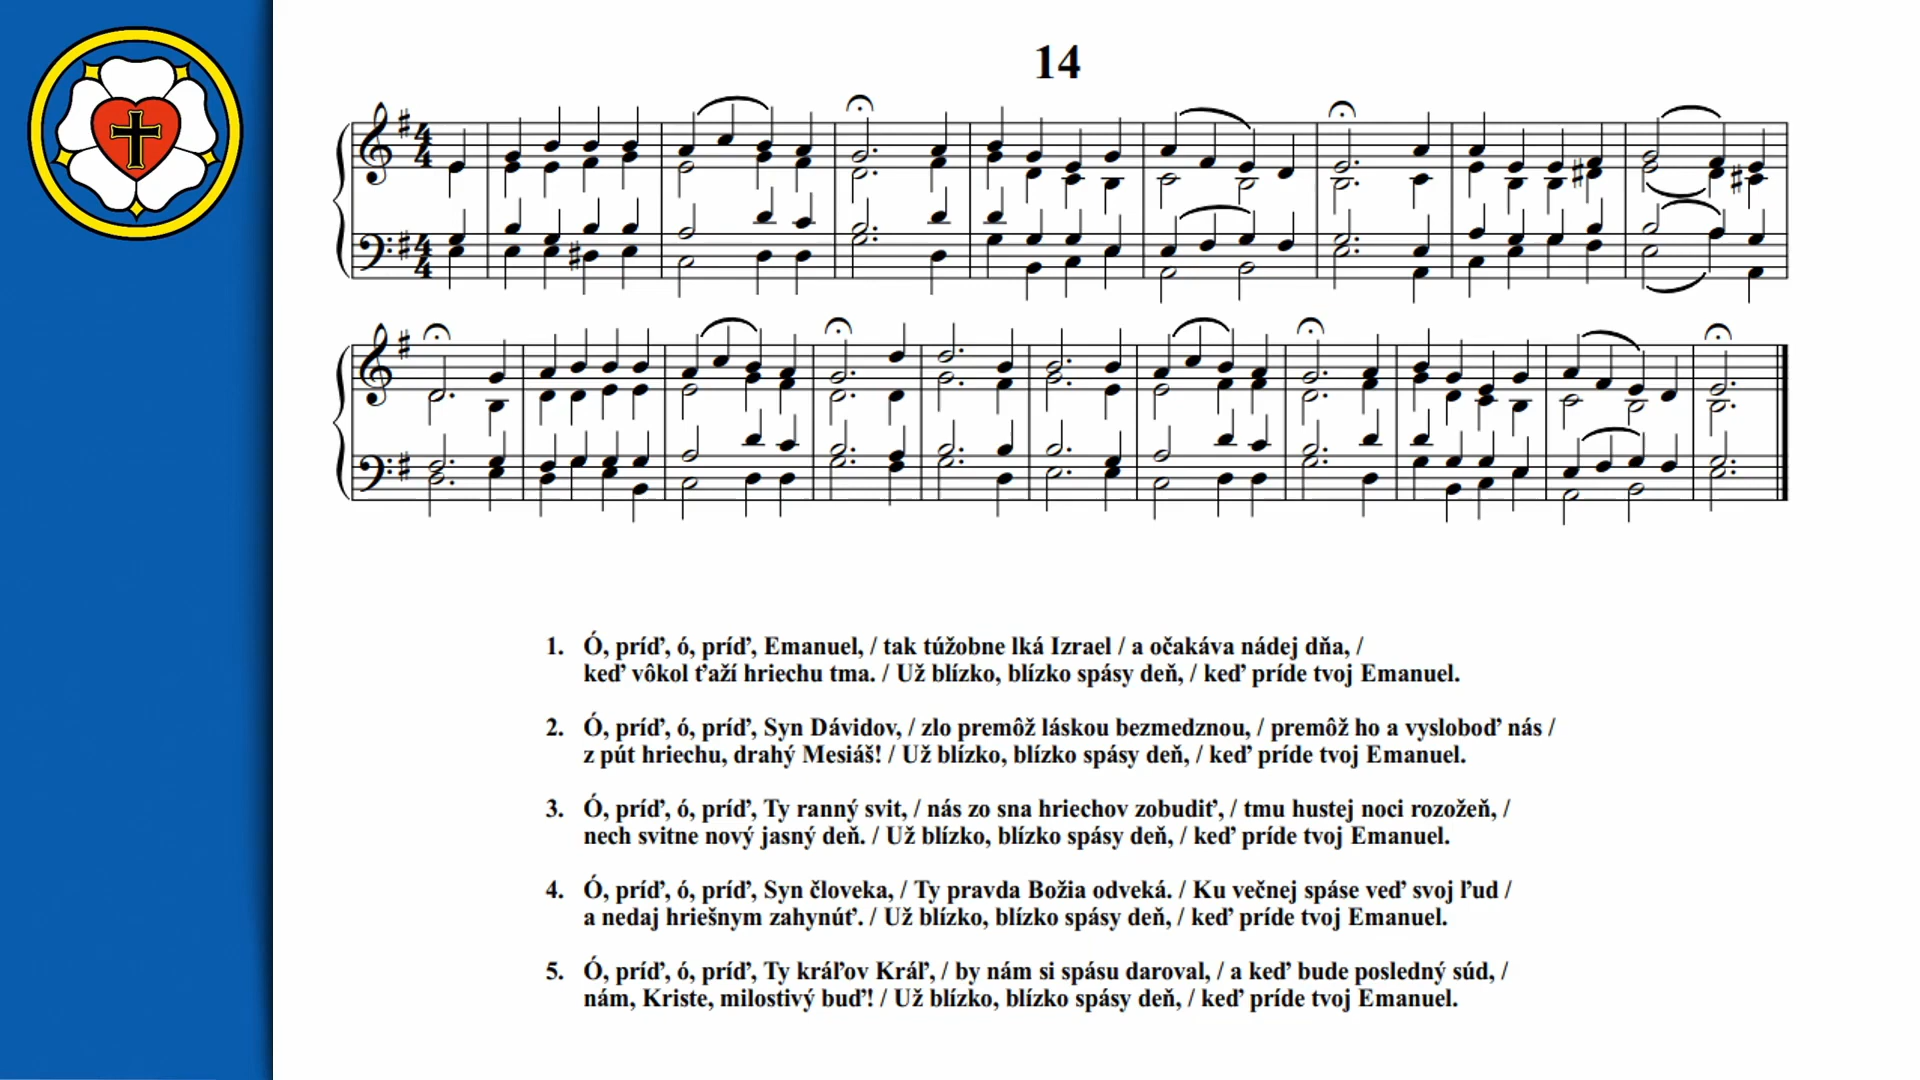 14
1. Ó, príď, ó, príď, Emanuel, / tak túžobne lká Izrael / a očakáva nádej dňa, /
keď vôkol ťaží hriechu tma. / Už blízko, blízko spásy deň, / keď príde tvoj Emanuel.
2. Ó, príď, ó, príď, Syn Dávidov, / zlo premôž láskou bezmedznou, / premôž ho a vysloboď nás /
z pút hriechu, drahý Mesiáš! / Už blízko, blízko spásy deň, / keď príde tvoj Emanuel.
3. Ó, príď, ó, príď, Ty ranný svit, / nás zo sna hriechov zobudiť, / tmu hustej noci rozožeň, /
nech svitne nový jasný deň. / Už blízko, blízko spásy deň, / keď príde tvoj Emanuel.
4. Ó, príď, ó, príď, Syn človeka, / Ty pravda Božia odveká. / Ku večnej spáse veď svoj ľud /
a nedaj hriešnym zahynúť. / Už blízko, blízko spásy deň, / keď príde tvoj Emanuel.
5. Ó, príď, ó, príď, Ty kráľov Kráľ, / by nám si spásu daroval, / a keď bude posledný súd, /
nám, Kriste, milostivý buď! / Už blízko, blízko spásy deň, / keď príde tvoj Emanuel.